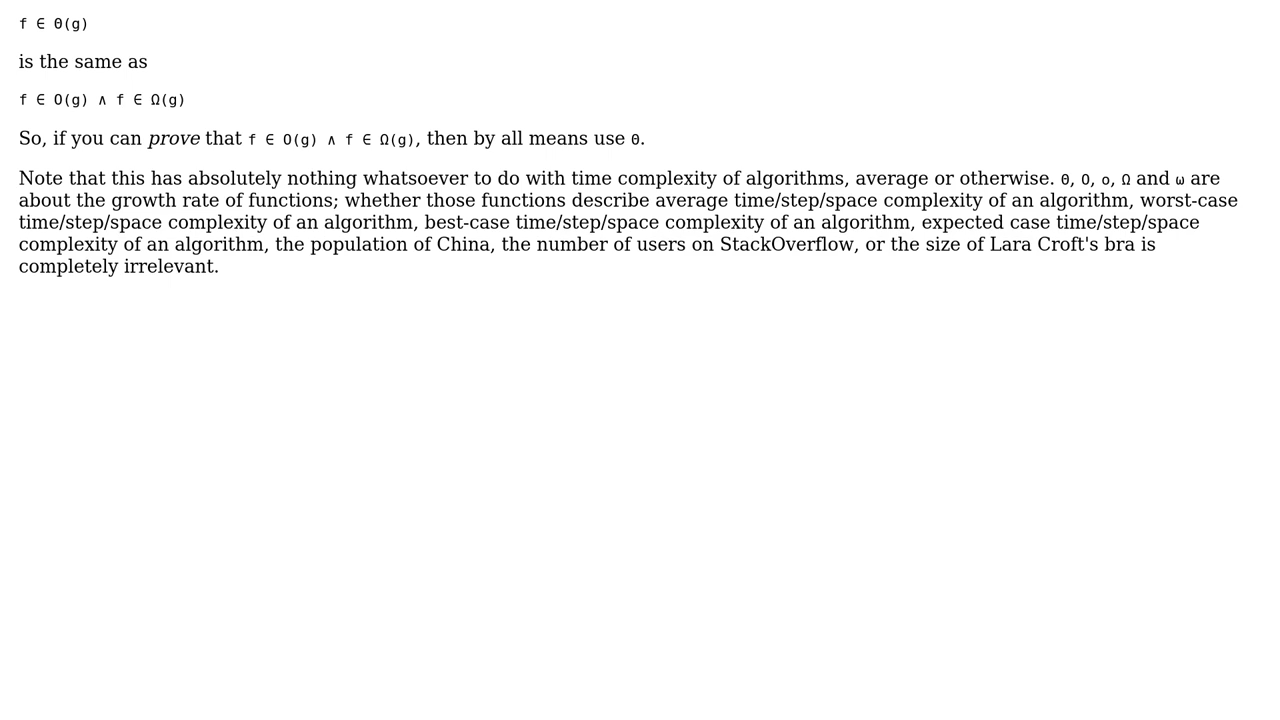 f ∈ Θ(g)
is the same as
f ∈ O(g) ∧ f ∈ Ω(g)
So, if you can prove that f ∈ O(g) ∧ f ∈ Ω(g), then by all means use Θ.
Note that this has absolutely nothing whatsoever to do with time complexity of algorithms, average or otherwise. Θ, O, o, Ω and ω are
about the growth rate of functions; whether those functions describe average time/step/space complexity of an algorithm, worst-case
time/step/space complexity of an algorithm, best-case time/step/space complexity of an algorithm, expected case time/step/space
complexity of an algorithm, the population of China, the number of users on StackOverflow, or the size of Lara Croft's bra is
completely irrelevant.